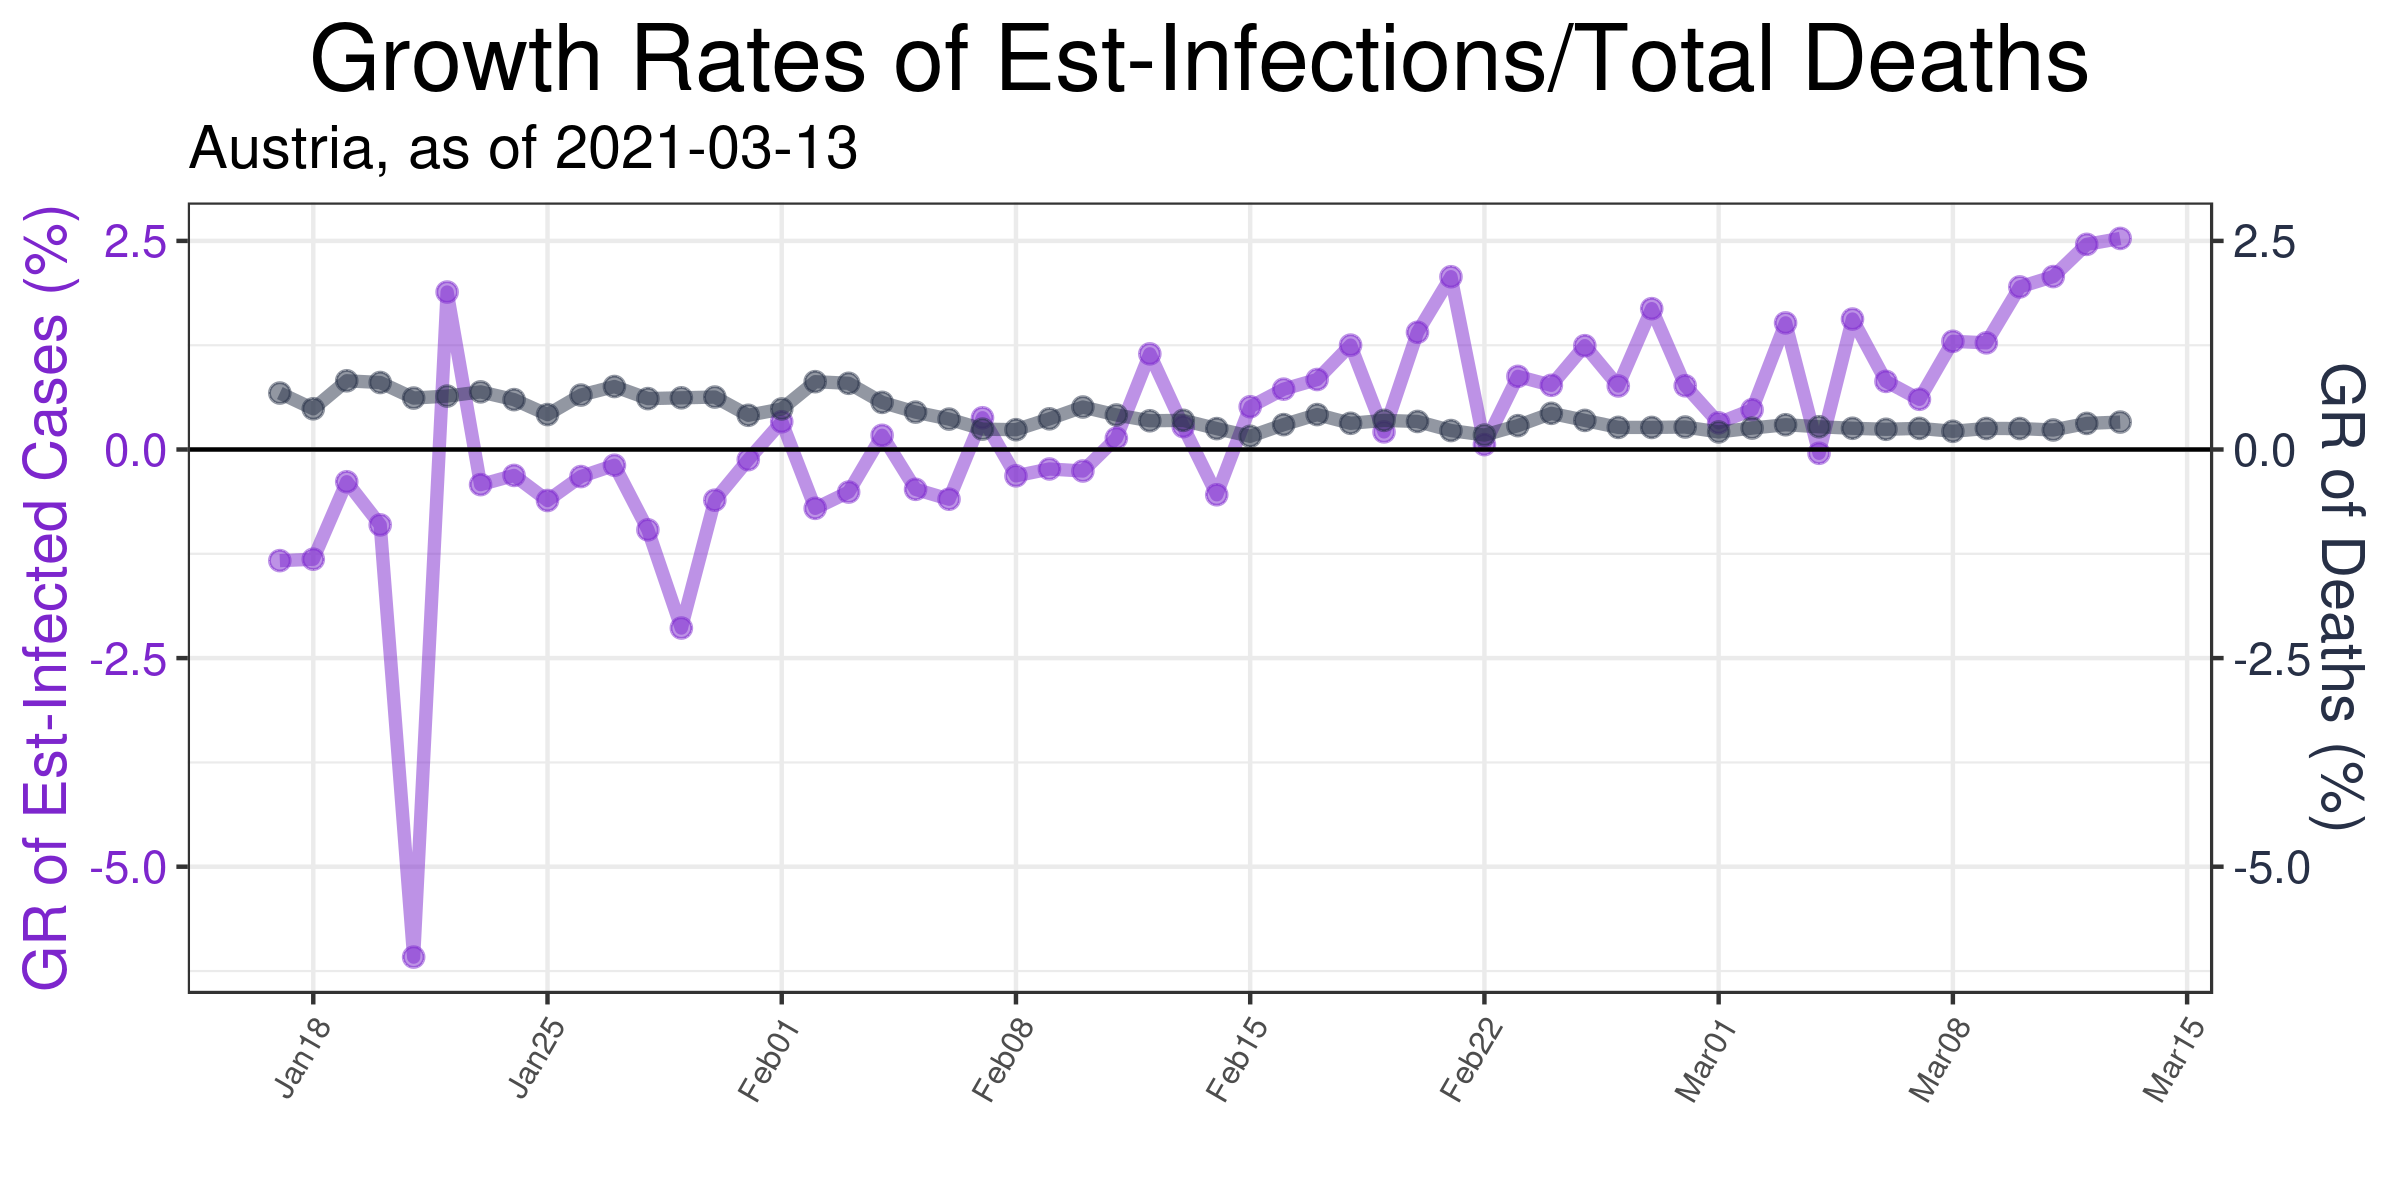 Growth Rates of Est-Infections/Total Deaths
Austria, as of 2021-03-13
GR of Est-Infected Cases (%)
2.5
0.0
-2.5
-5.0
2.5
0.0
-2.5
-5.0
GR of Deaths (%)
Jan18
Jan25
Feb01
Feb08
Feb15
Feb22
Mar01
Mar08
Mar15